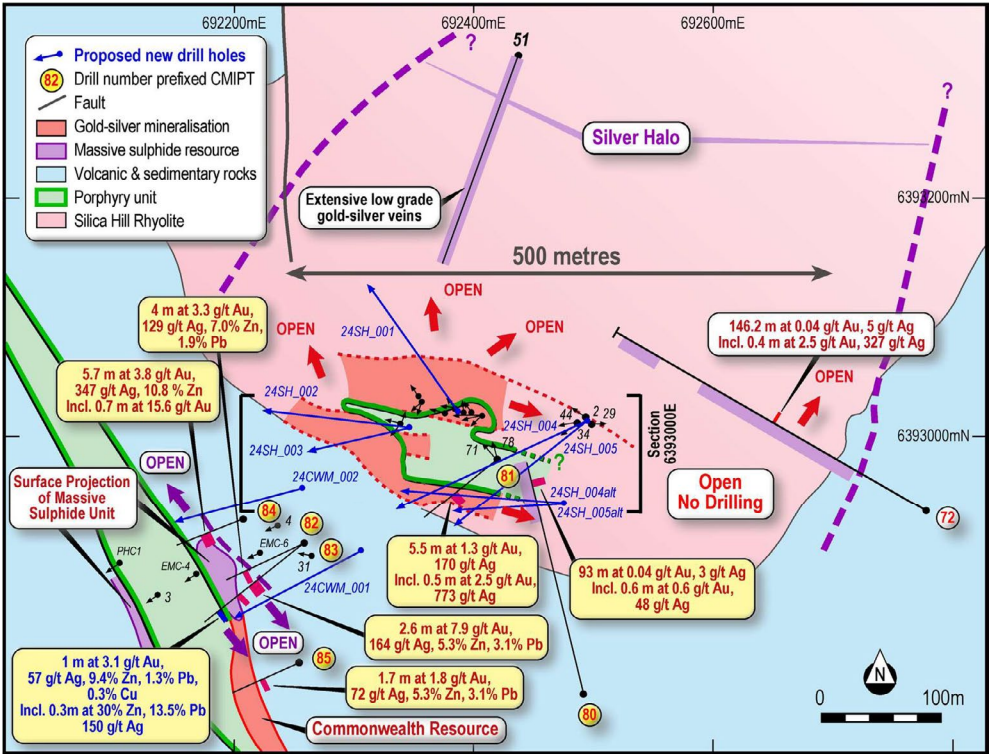 692200mE
692400mE
692600mE
Proposed new drill holes
82
Drill number prefixed CMIPT
Fault
Gold-silver mineralisation
Massive sulphide resource
Volcanic & sedimentary rocks
Porphyry unit
Silica Hill Rhyolite
?
51
?
Silver Halo
Extensive low grade
gold-silver veins
6393200mN
500 metres
OPEN
OPEN
OPEN
OPEN
24SH_001
4 m at 3.3 g/t Au,
129 g/t Ag, 7.0% Zn,
1.9% Pb
146.2 m at 0.04 g/t Au, 5 g/t Ag
Incl. 0.4 m at 2.5 g/t Au, 327 g/t Ag
5.7 m at 3.8 g/t Au,
347 g/t Ag, 10.8 % Zn
Incl. 0.7 m at 15.6 g/t Au
24SH_002
24SH_003
24SH_004
24SH_005
44
2
29
34
71
78
81
?
Section
6393000E
6393000mN
OPEN
24CWM_002
24SH_004alt
24SH_005alt
Open
No Drilling
72
Surface Projection
of Massive
Sulphide Unit
84
4
82
83
EMC-6
31
PHC1
EMC-4
3
24CWM_001
5.5 m at 1.3 g/t Au,
170 g/t Ag
Incl. 0.5 m at 2.5 g/t Au,
773 g/t Ag
93 m at 0.04 g/t Au, 3 g/t Ag
Incl. 0.6 m at 0.6 g/t Au,
48 g/t Ag
OPEN
2.6 m at 7.9 g/t Au,
164 g/t Ag, 5.3% Zn, 3.1% Pb
1 m at 3.1 g/t Au,
57 g/t Ag, 9.4% Zn, 1.3% Pb,
0.3% Cu
Incl. 0.3m at 30% Zn, 13.5% Pb
150 g/t Ag
85
1.7 m at 1.8 g/t Au,
72 g/t Ag, 5.3% Zn, 3.1% Pb
Commonwealth Resource
80
N
0
100m